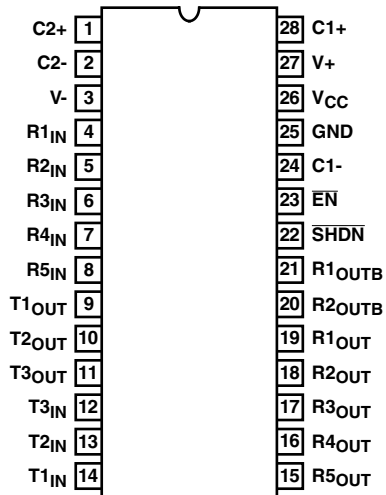 C2+ 1 28 C1+
C2- 2 27 V+
V- 3 26 VCC
R1IN 4 25 GND
R2IN 5 24 C1-
R3IN 6 23 E̅N̅
R4IN 7 22 S̅H̅D̅N̅
R5IN 8 21 R1OUTB
T1OUT 9 20 R2OUTB
T2OUT 10 19 R1OUT
T3OUT 11 18 R2OUT
T3IN 12 17 R3OUT
T2IN 13 16 R4OUT
T1IN 14 15 R5OUT